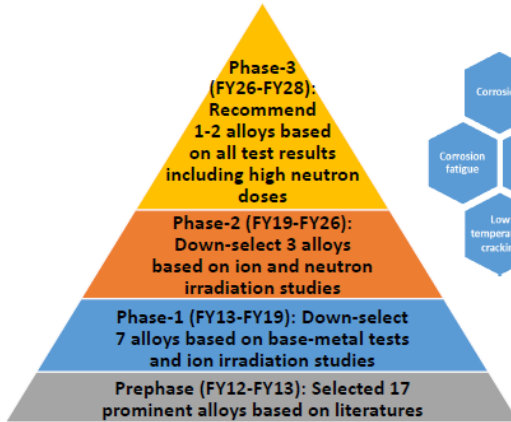 Phase-3
(FY26-FY28):
Recommend
1-2 alloys based
on all test results
including high neutron
doses
Phase-2 (FY19-FY26):
Down-select 3 alloys
based on ion and neutron
irradiation studies
Phase-1 (FY13-FY19): Down-select
7 alloys based on base-metal tests
and ion irradiation studies
Prephase (FY12-FY13): Selected 17
prominent alloys based on literatures
Corrosion
fatigue
Low